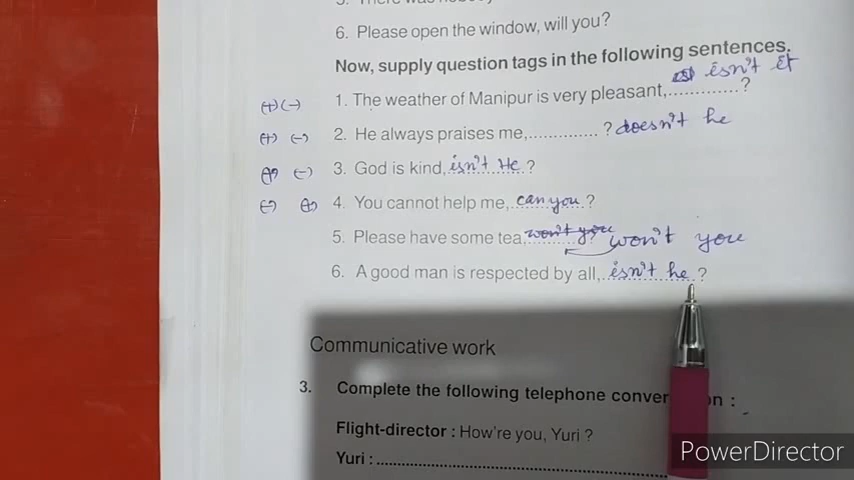 5. There was nobody
6. Please open the window, will you?
Now, supply question tags in the following sentences.
(+) (-) 1. The weather of Manipur is very pleasant,.............. ? isn't it
(+) (-) 2. He always praises me,.............. ? doesn't he
(+) (-) 3. God is kind, isn't He ?
(-) (+) 4. You cannot help me, can you ?
5. Please have some tea, won't you ? won't you
6. A good man is respected by all, isn't he ?
Communicative work
3. Complete the following telephone conver n :
Flight-director : How're you, Yuri ?
Yuri : ..............................................................
PowerDirector